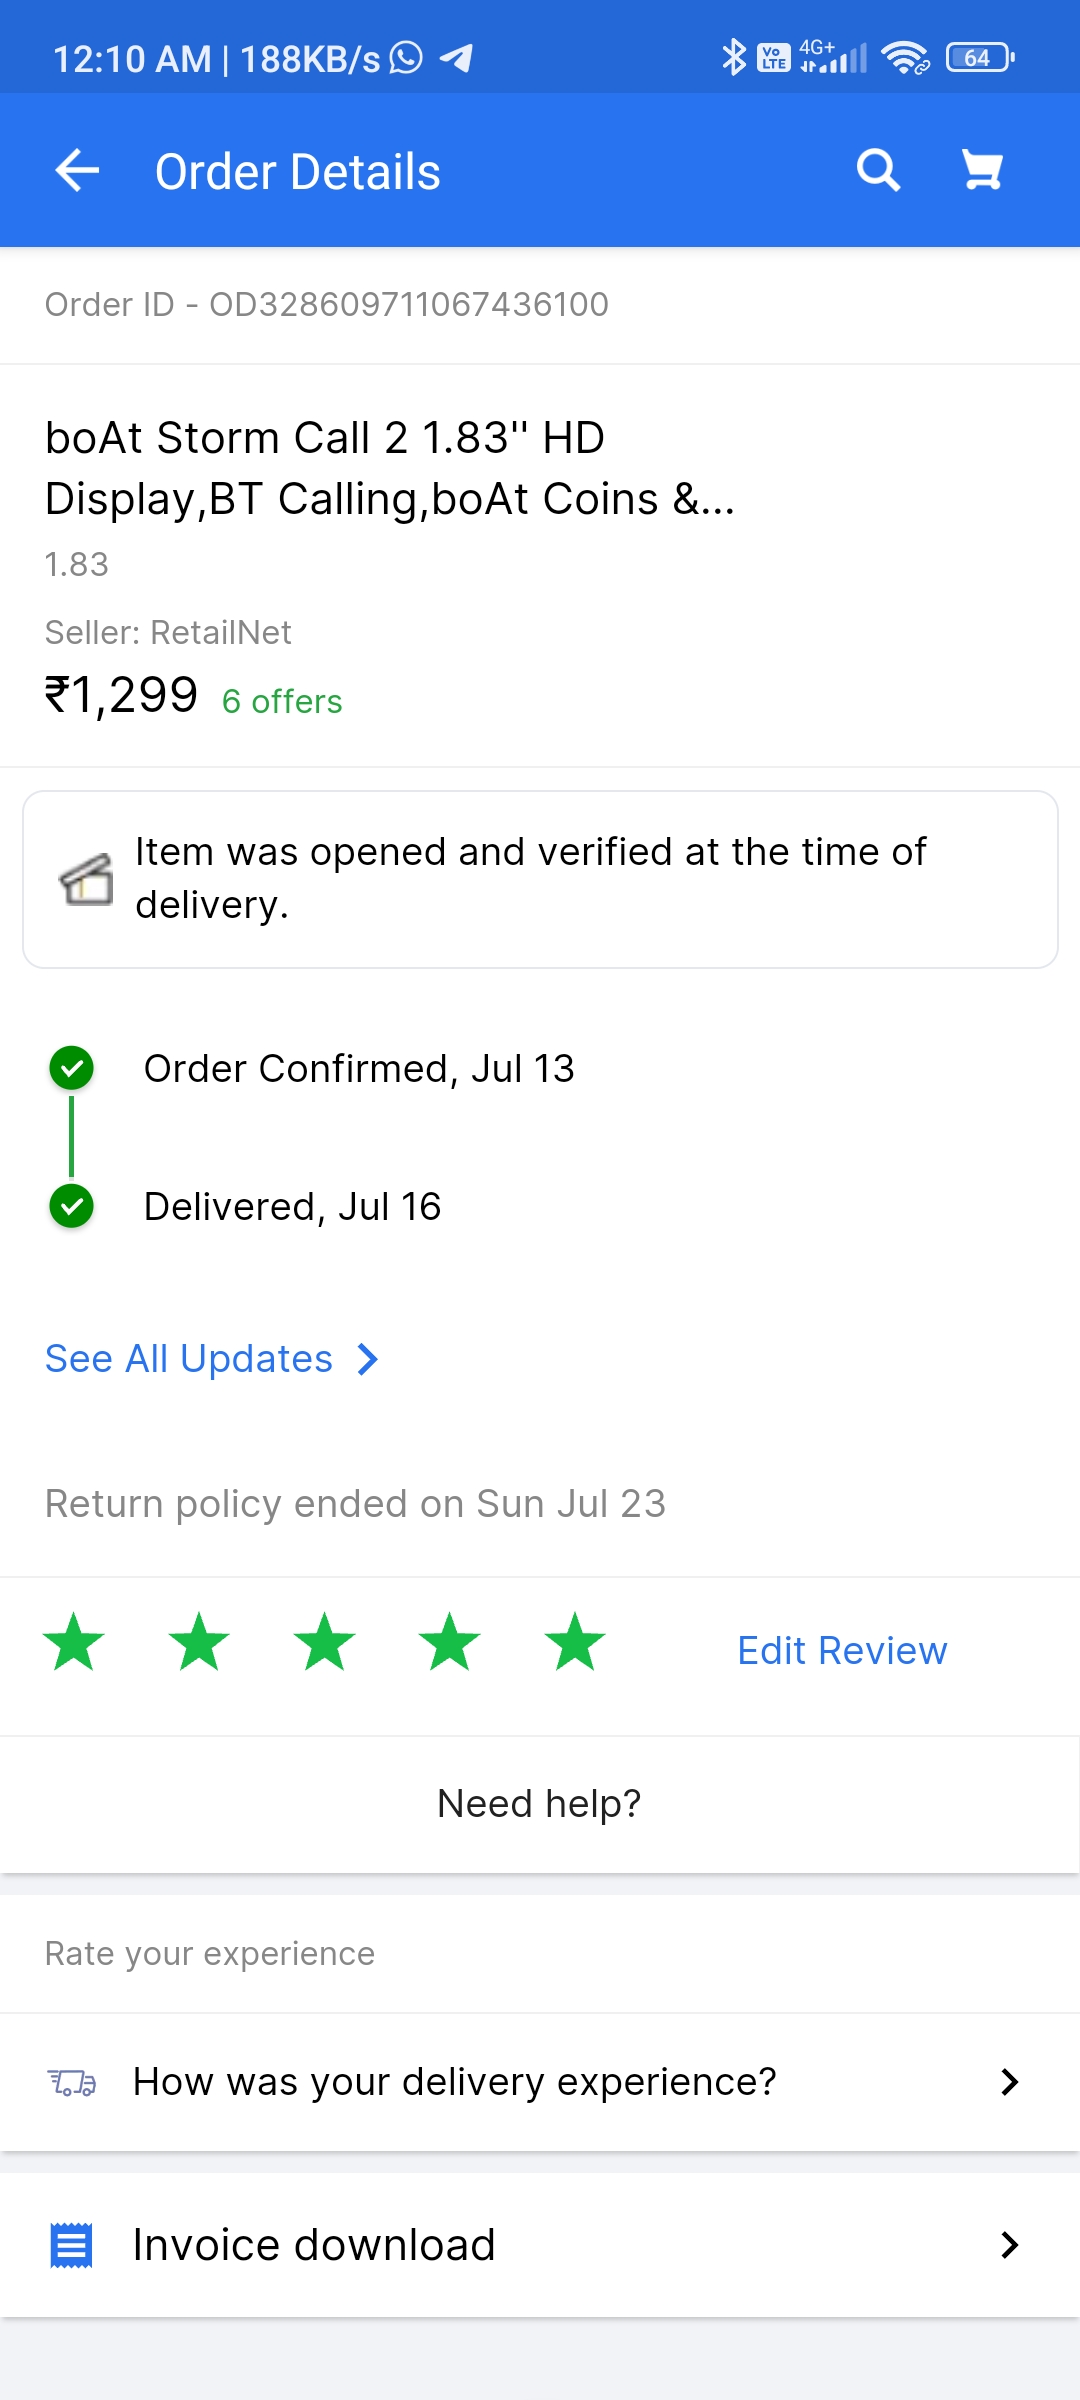 12:10 AM | 188KB/s
Vo LTE 4G+ 64
Order Details
Order ID - OD328609711067436100
boAt Storm Call 2 1.83'' HD
Display,BT Calling,boAt Coins &...
1.83
Seller: RetailNet
₹1,299 6 offers
Item was opened and verified at the time of
delivery.
Order Confirmed, Jul 13
Delivered, Jul 16
See All Updates
Return policy ended on Sun Jul 23
Edit Review
Need help?
Rate your experience
How was your delivery experience?
Invoice download